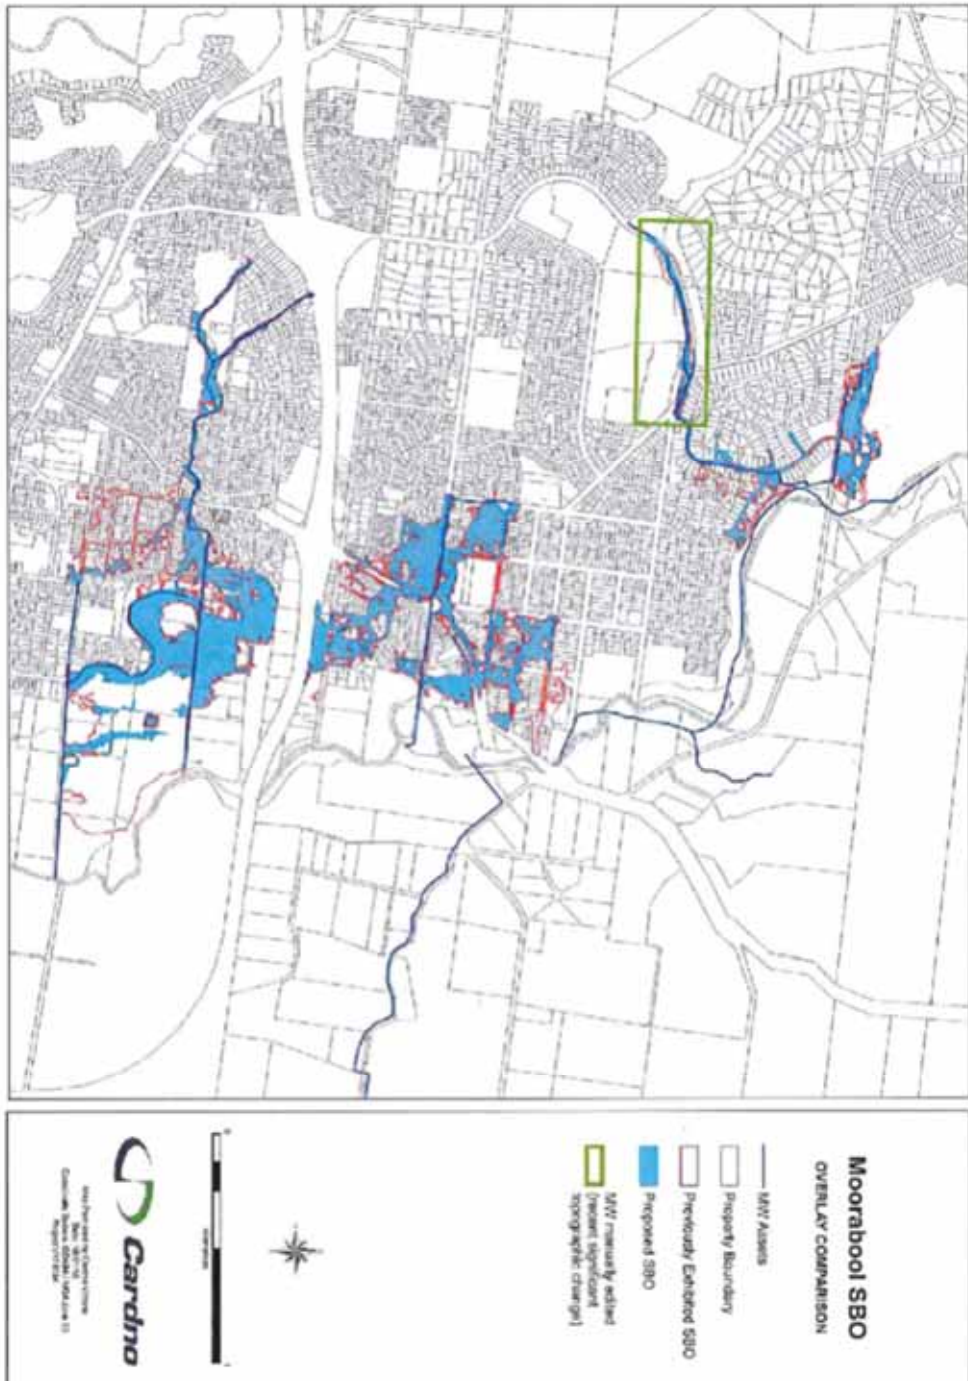 Moorabool SBO
OVERLAY COMPARISON
MW Assets
Property Boundary
Previously Exhibited SBO
Proposed SBO
MW manually edited
(recent significant
topographic change)
Cardno